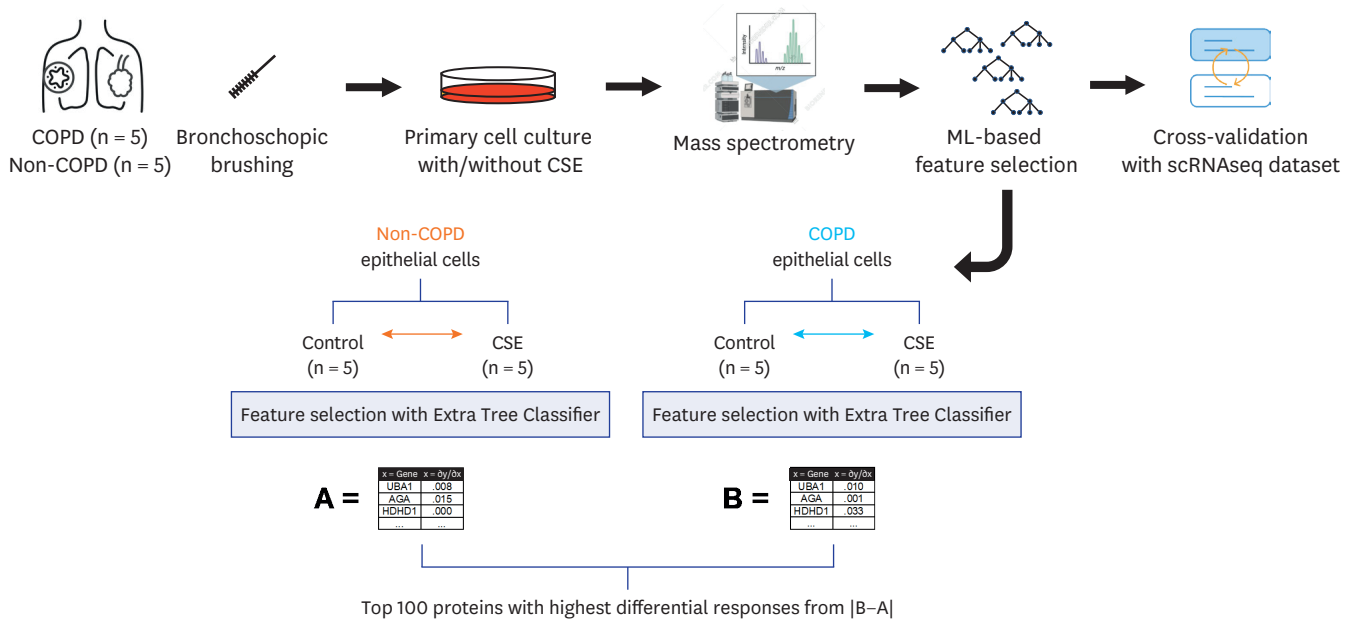 COPD (n = 5)
Non-COPD (n = 5)
Bronchoschopic
brushing
Primary cell culture
with/without CSE
Intensity
m/z
Mass spectrometry
ML-based
feature selection
Cross-validation
with scRNAseq dataset
Non-COPD
epithelial cells
Control
(n = 5)
CSE
(n = 5)
Feature selection with Extra Tree Classifier
COPD
epithelial cells
Control
(n = 5)
CSE
(n = 5)
Feature selection with Extra Tree Classifier
A =
x = Gene x = ∂y/∂x
UBA1 .008
AGA .015
HDHD1 .000
... ...
B =
x = Gene x = ∂y/∂x
UBA1 .010
AGA .001
HDHD1 .033
... ...
Top 100 proteins with highest differential responses from |B–A|